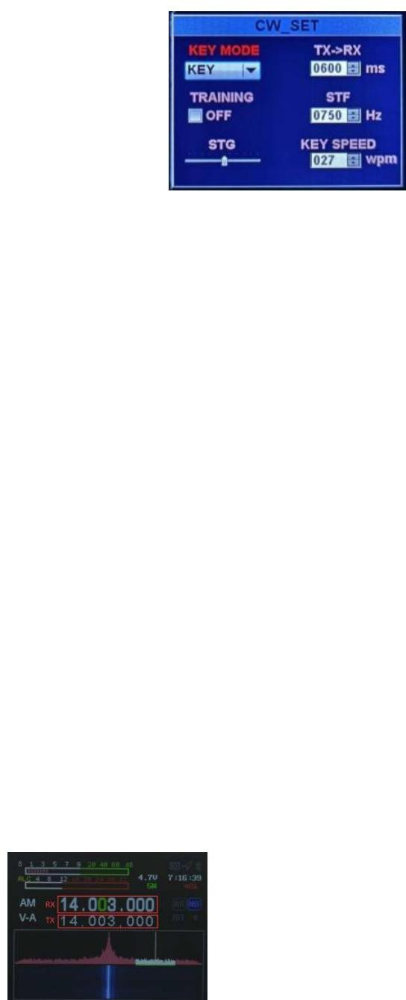 CW_SET
KEY MODE TX->RX
KEY 0600 ms
TRAINING STF
OFF 0750 Hz
STG KEY SPEED
027 wpm
S 1 3 5 7 9 20 40 60 dB
ALC 4 8 12
4.7V 7:16:39
5W
AM RX 14.003.000 NB
V-A TX 14.003.000